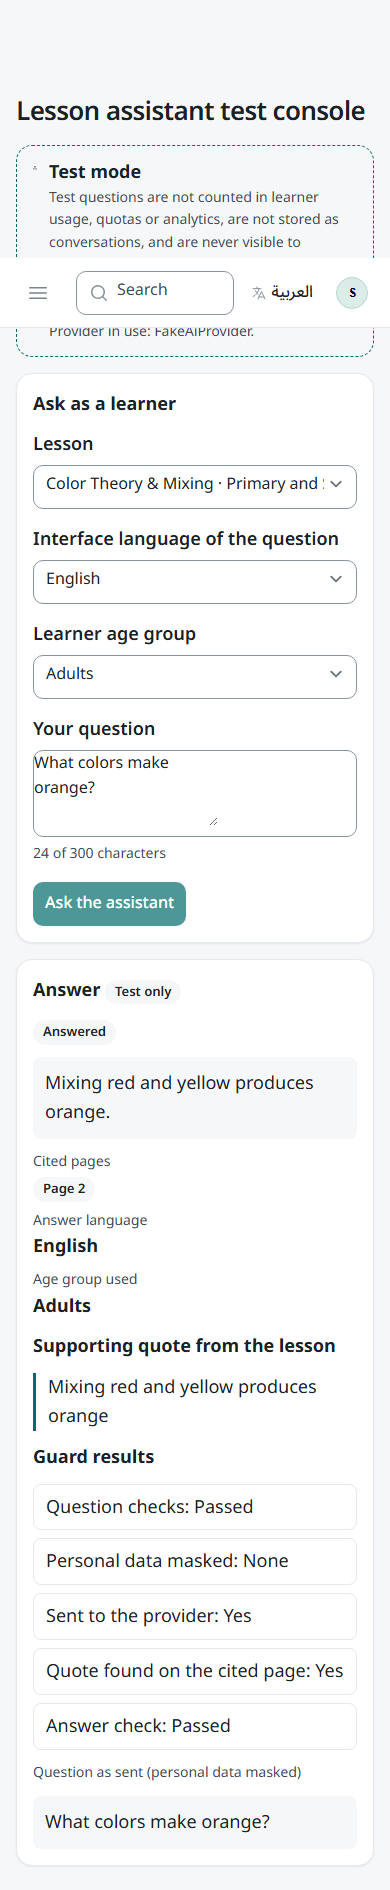 Lesson assistant test console
Test mode
Test questions are not counted in learner
usage, quotas or analytics, are not stored as
conversations, and are never visible to
Search
العربية
S
Provider in use: FakeAiProvider.
Ask as a learner
Lesson
Color Theory & Mixing · Primary and
Interface language of the question
English
Learner age group
Adults
Your question
What colors make
orange?
24 of 300 characters
Ask the assistant
Answer Test only
Answered
Mixing red and yellow produces
orange.
Cited pages
Page 2
Answer language
English
Age group used
Adults
Supporting quote from the lesson
Mixing red and yellow produces
orange
Guard results
Question checks: Passed
Personal data masked: None
Sent to the provider: Yes
Quote found on the cited page: Yes
Answer check: Passed
Question as sent (personal data masked)
What colors make orange?